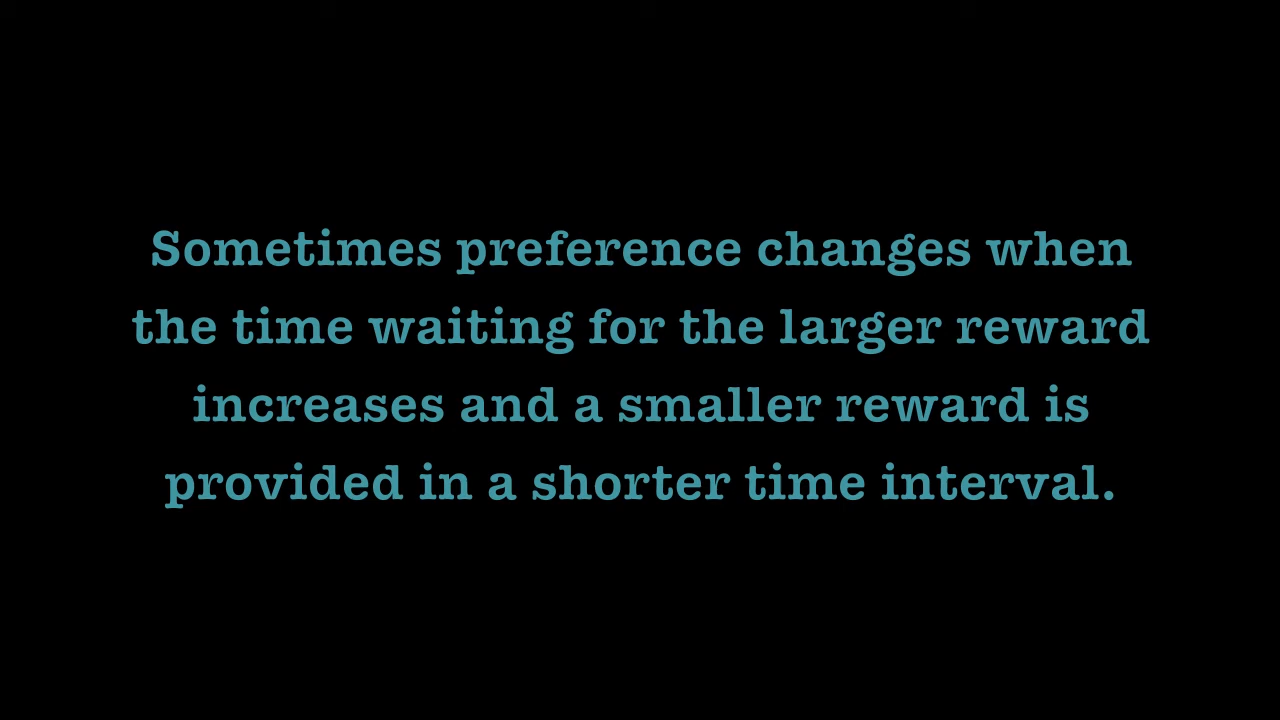 Sometimes preference changes when
the time waiting for the larger reward
increases and a smaller reward is
provided in a shorter time interval.